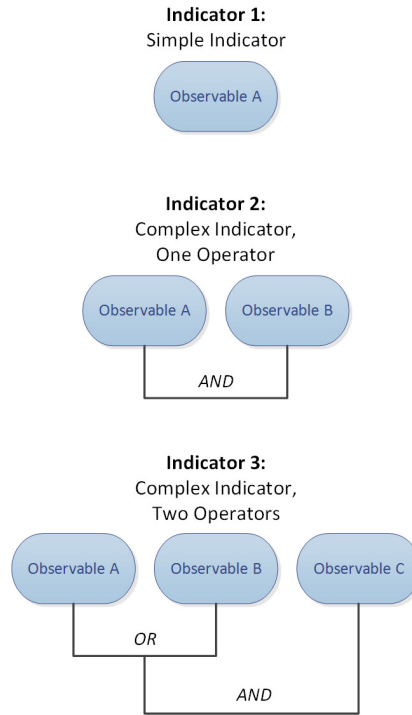 Indicator 1:
Simple Indicator
Observable A
Indicator 2:
Complex Indicator,
One Operator
Observable A
Observable B
AND
Indicator 3:
Complex Indicator,
Two Operators
Observable A
Observable B
Observable C
OR
AND